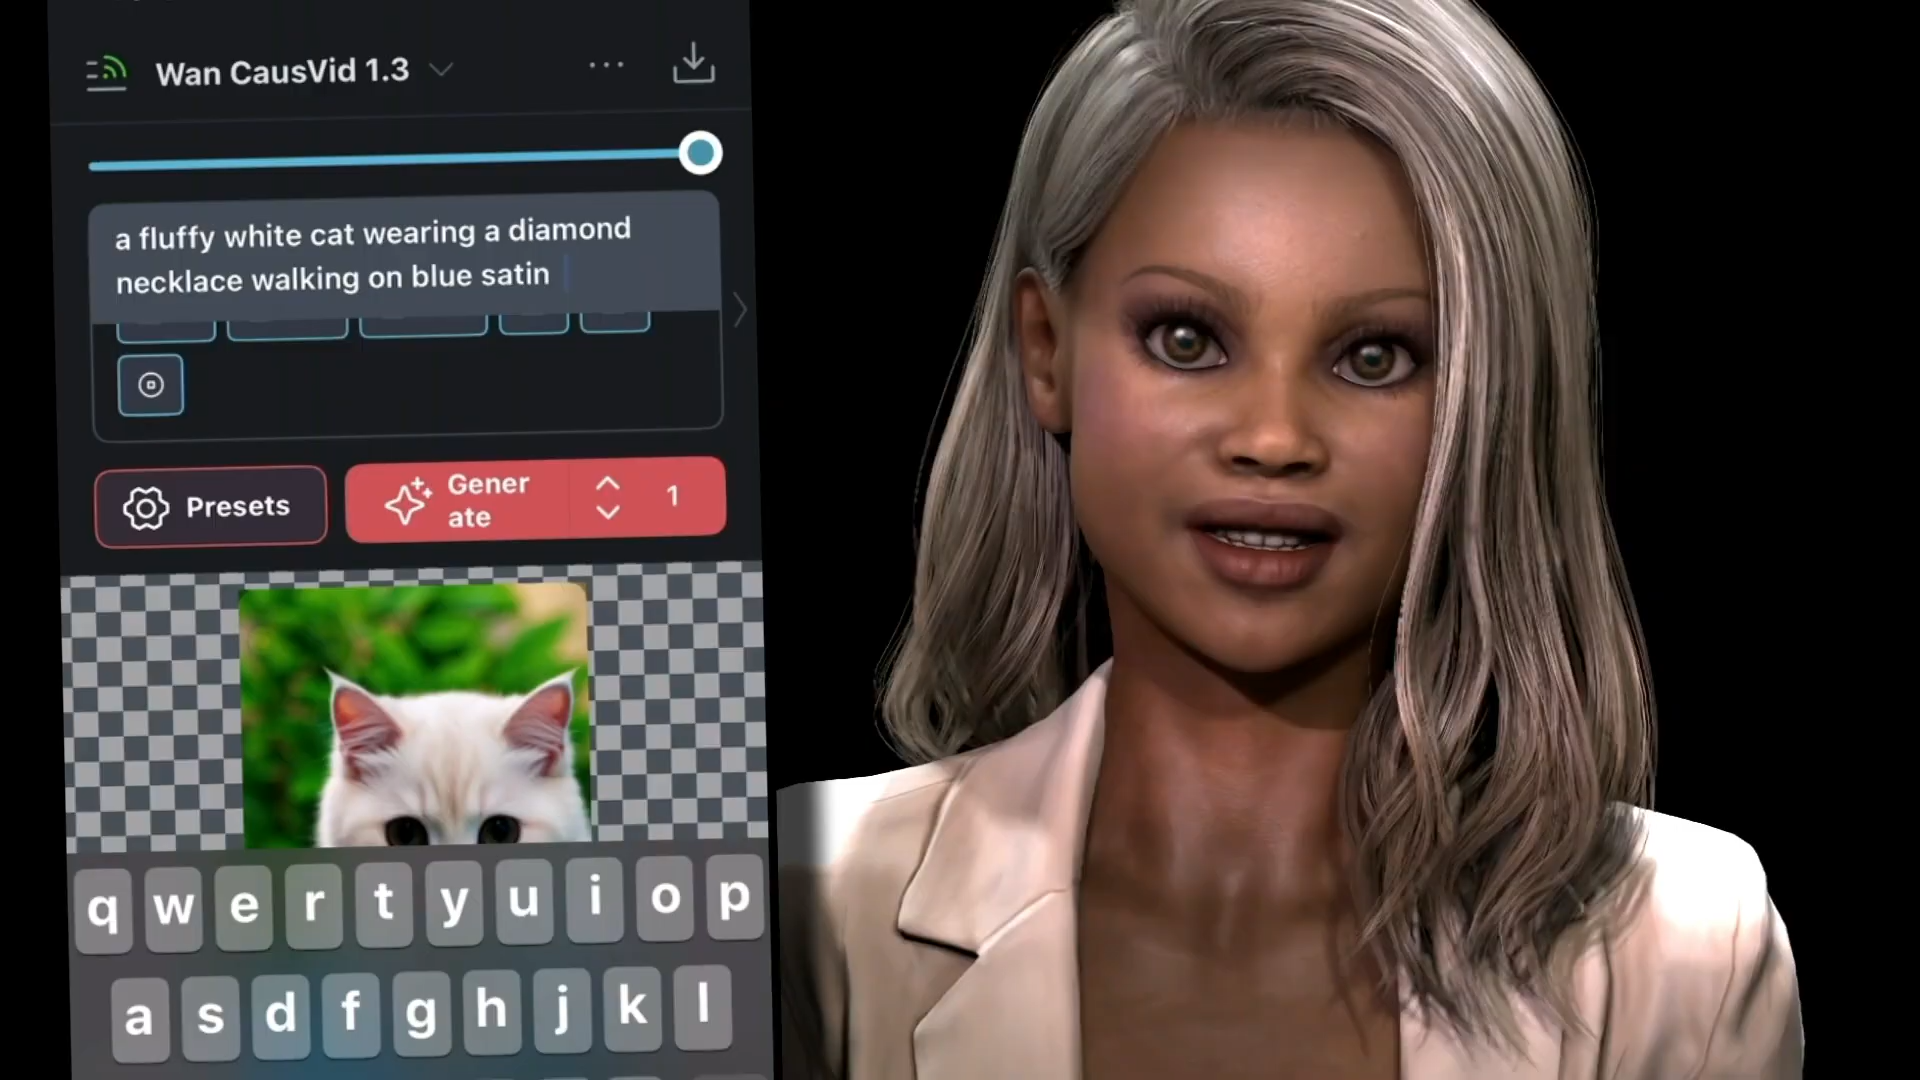 Wan CausVid 1.3
a fluffy white cat wearing a diamond
necklace walking on blue satin
Presets
Gener
ate
1
q w e r t y u i o p
a s d f g h j k l